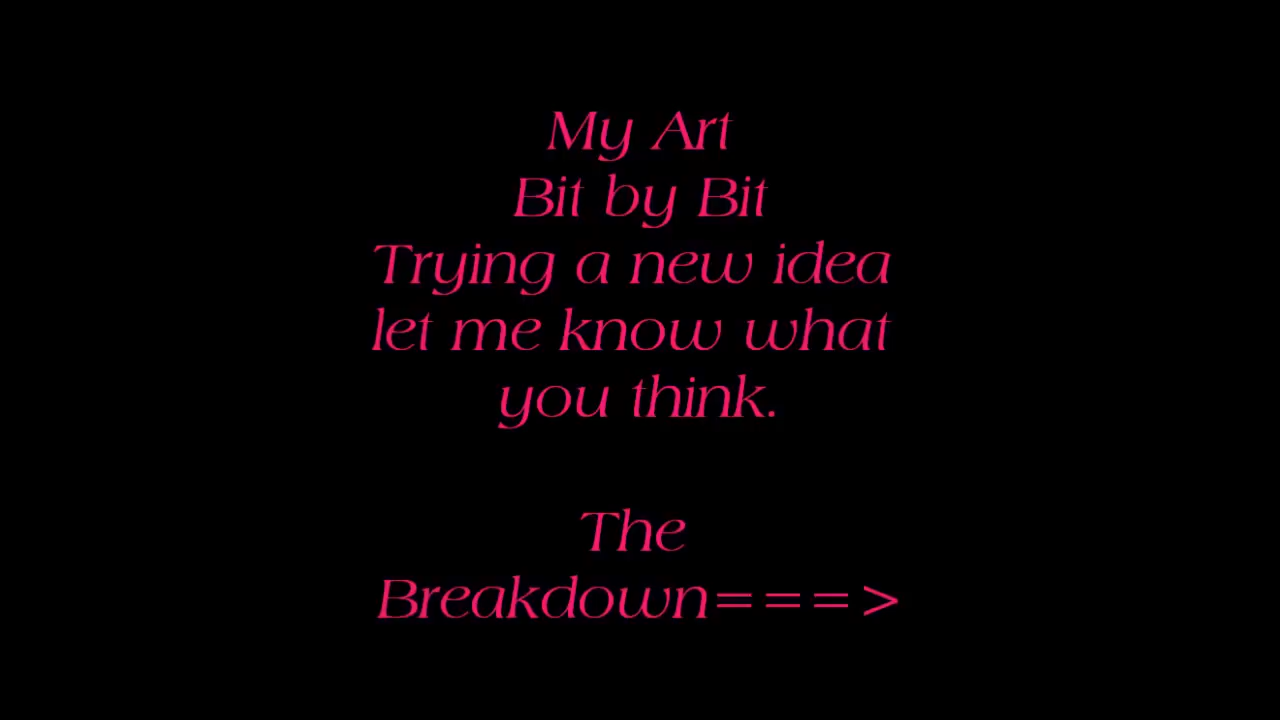 My Art
Bit by Bit
Trying a new idea
let me know what
you think.
The
Breakdown===>